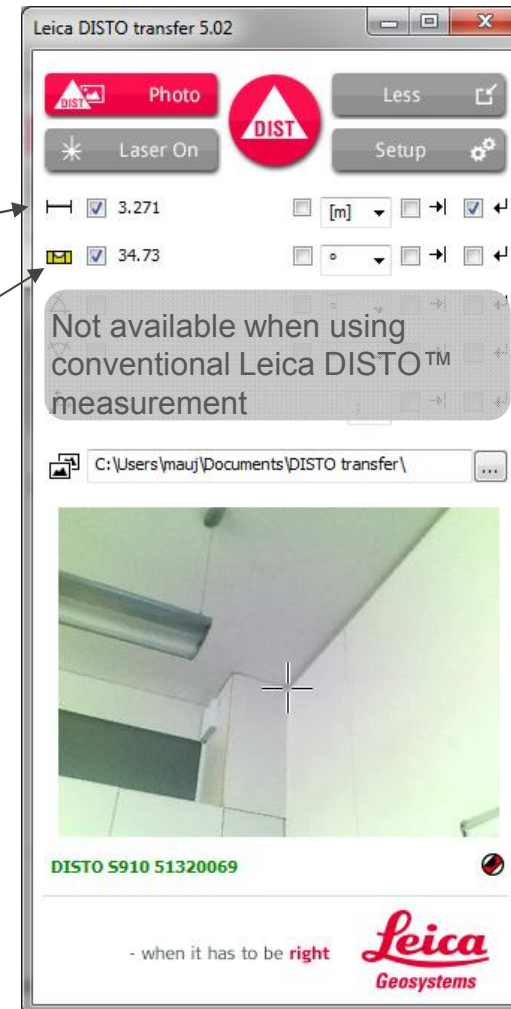 Leica DISTO transfer 5.02
DIST Photo
DIST
Less
Laser On
Setup
3.271 [m]
34.73 °
Not available when using
conventional Leica DISTO™
measurement
C:\Users\mauj\Documents\DISTO transfer\ ...
DISTO S910 51320069
- when it has to be right
Leica
Geosystems